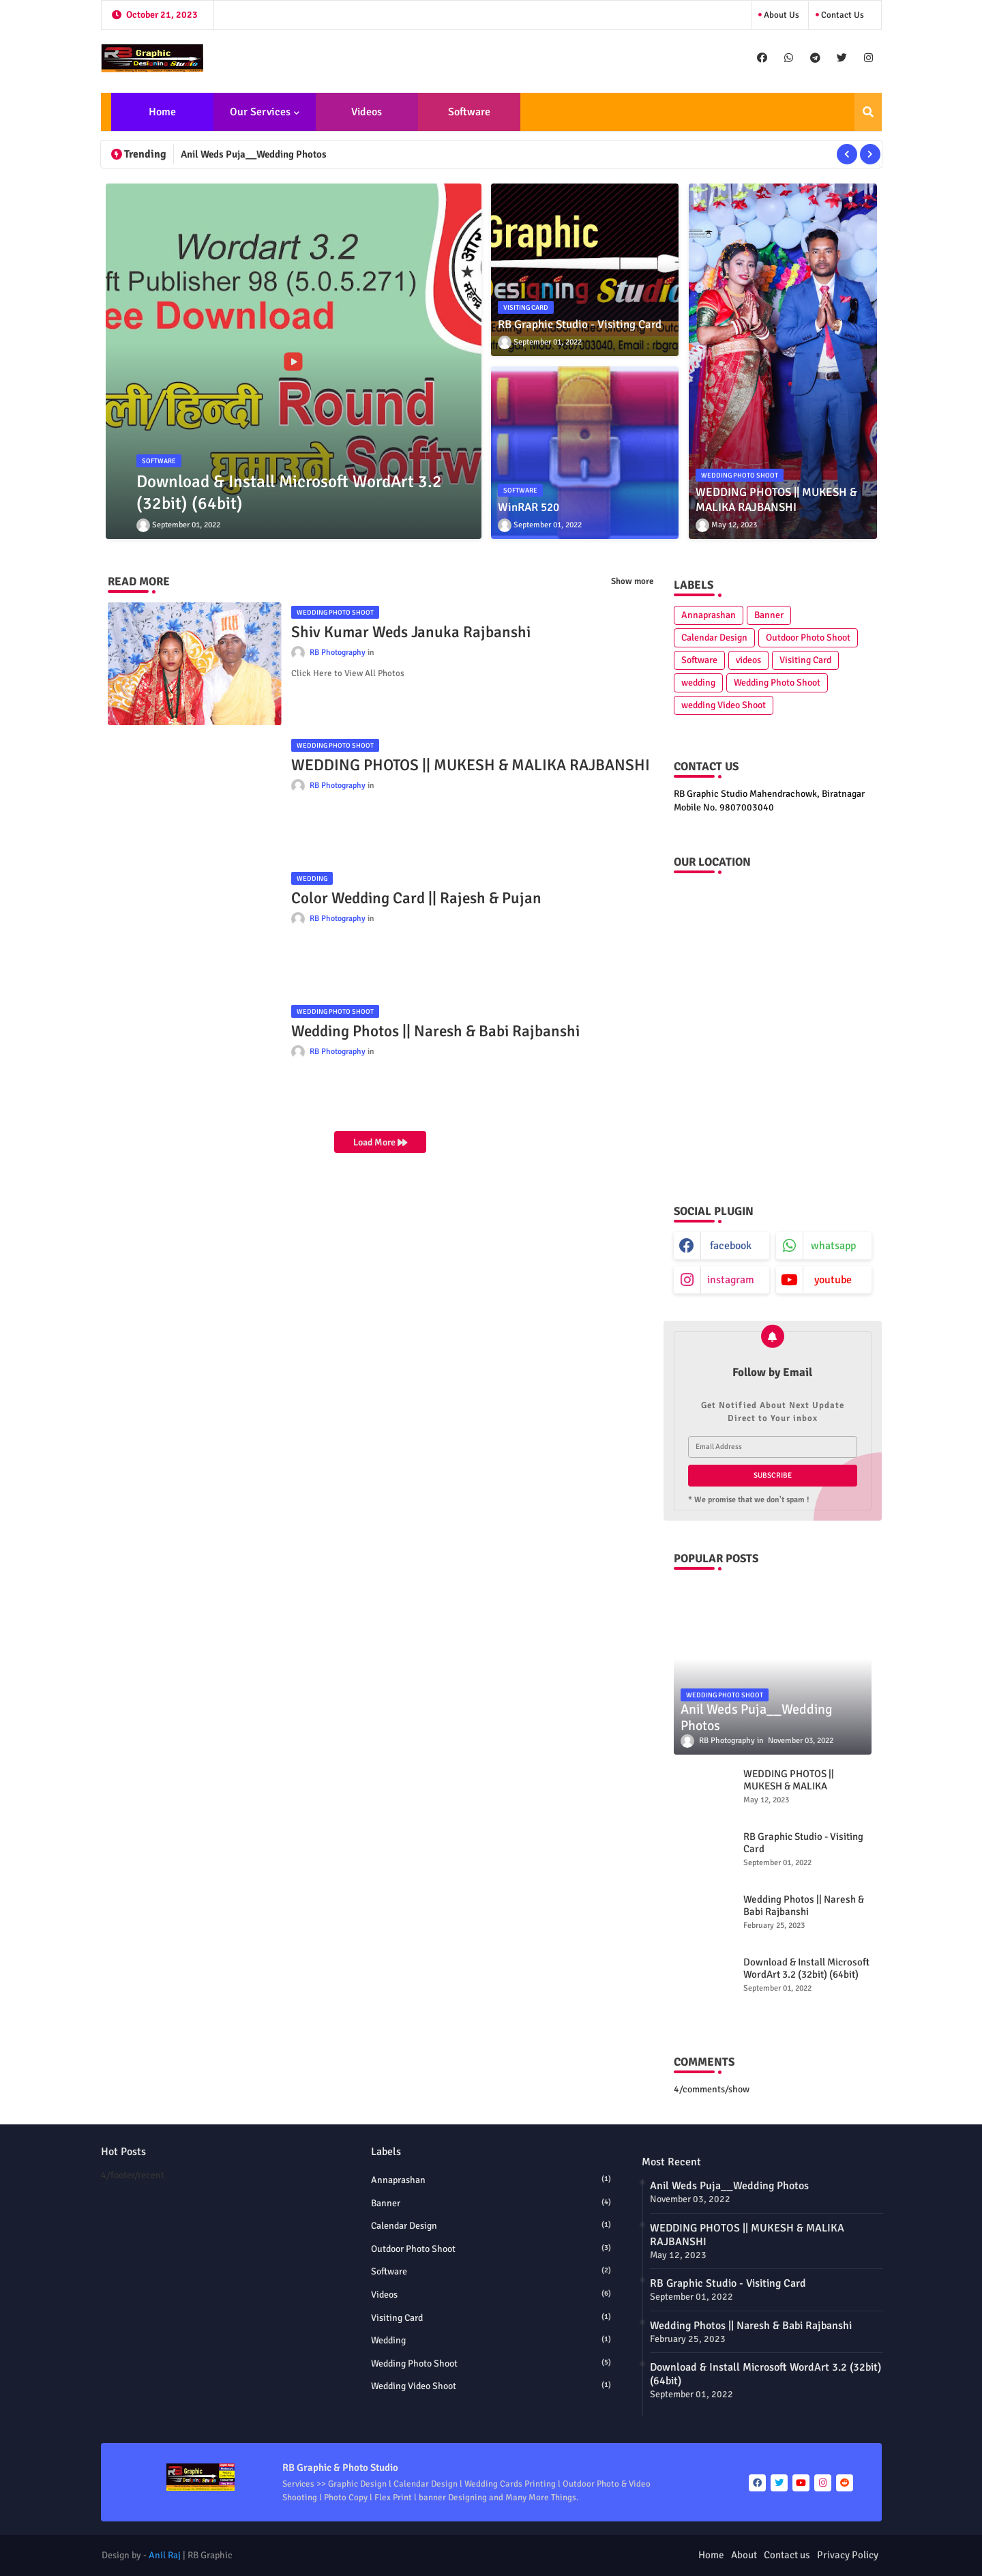 October 21, 2023
• About Us
• Contact Us
RB Graphic
Designing Studio
Home
Our Services
Videos
Software
Trending
Anil Weds Puja__Wedding Photos
Wordart 3.2
ft Publisher 98 (5.0.5.271)
ली/हिन्दी Round
घुमाउने Softw
SOFTWARE
Download & Install Microsoft WordArt 3.2
(32bit) (64bit)
September 01, 2022
Graphic
Designing Studio
VISITING CARD
RB Graphic Studio - Visiting Card
September 01, 2022
SOFTWARE
WinRAR 520
September 01, 2022
WEDDING PHOTO SHOOT
WEDDING PHOTOS || MUKESH &
MALIKA RAJBANSHI
May 12, 2023
READ MORE
Show more
WEDDING PHOTO SHOOT
Shiv Kumar Weds Januka Rajbanshi
RB Photography in
Click Here to View All Photos
WEDDING PHOTO SHOOT
WEDDING PHOTOS || MUKESH & MALIKA RAJBANSHI
RB Photography in
WEDDING
Color Wedding Card || Rajesh & Pujan
RB Photography in
WEDDING PHOTO SHOOT
Wedding Photos || Naresh & Babi Rajbanshi
RB Photography in
Load More
LABELS
Annaprashan
Banner
Calendar Design
Outdoor Photo Shoot
Software
videos
Visiting Card
wedding
Wedding Photo Shoot
wedding Video Shoot
CONTACT US
RB Graphic Studio Mahendrachowk, Biratnagar
Mobile No. 9807003040
OUR LOCATION
SOCIAL PLUGIN
facebook
whatsapp
instagram
youtube
Follow by Email
Get Notified About Next Update
Direct to Your inbox
Email Address
SUBSCRIBE
* We promise that we don't spam !
POPULAR POSTS
WEDDING PHOTO SHOOT
Anil Weds Puja__Wedding
Photos
RB Photography in November 03, 2022
WEDDING PHOTOS ||
MUKESH & MALIKA
May 12, 2023
RB Graphic Studio - Visiting
Card
September 01, 2022
Wedding Photos || Naresh &
Babi Rajbanshi
February 25, 2023
Download & Install Microsoft
WordArt 3.2 (32bit) (64bit)
September 01, 2022
COMMENTS
4/comments/show
Hot Posts
4/footer/recent
Labels
Annaprashan (1)
Banner (4)
Calendar Design (1)
Outdoor Photo Shoot (3)
Software (2)
Videos (6)
Visiting Card (1)
Wedding (1)
Wedding Photo Shoot (5)
Wedding Video Shoot (1)
Most Recent
Anil Weds Puja__Wedding Photos
November 03, 2022
WEDDING PHOTOS || MUKESH & MALIKA
RAJBANSHI
May 12, 2023
RB Graphic Studio - Visiting Card
September 01, 2022
Wedding Photos || Naresh & Babi Rajbanshi
February 25, 2023
Download & Install Microsoft WordArt 3.2 (32bit)
(64bit)
September 01, 2022
RB Graphic
Designing Studio
RB Graphic & Photo Studio
Services >> Graphic Design l Calendar Design l Wedding Cards Printing l Outdoor Photo & Video
Shooting l Photo Copy l Flex Print l banner Designing and Many More Things.
Design by - Anil Raj | RB Graphic
Home
About
Contact us
Privacy Policy